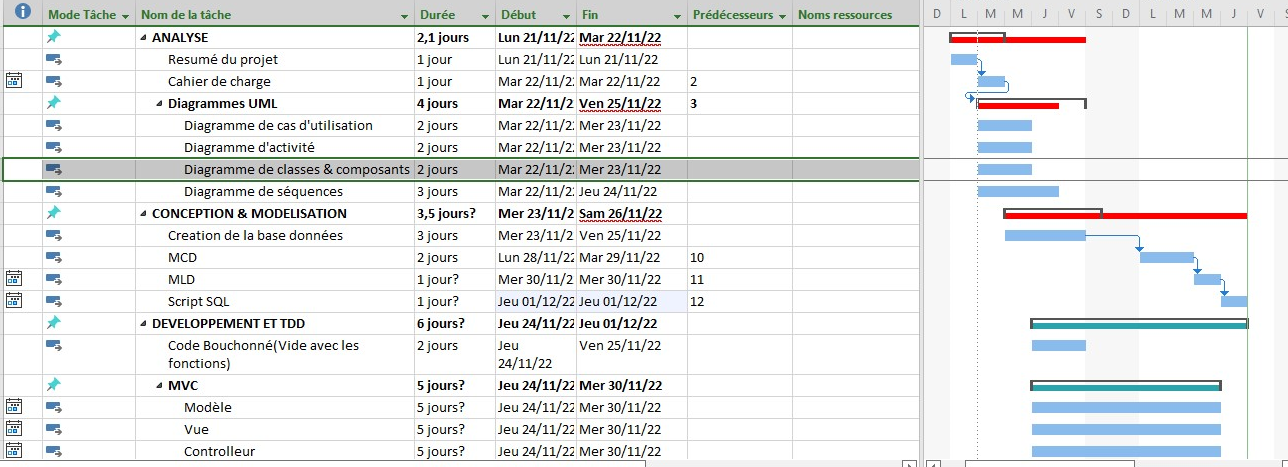 Mode Tâche Nom de la tâche Durée Début Fin Prédécesseurs Noms ressources D L M M J V S D L M M J V S
ANALYSE 2,1 jours Lun 21/11/22 Mar 22/11/22
Resumé du projet 1 jour Lun 21/11/22 Lun 21/11/22
Cahier de charge 1 jour Mar 22/11/22 Mar 22/11/22 2
Diagrammes UML 4 jours Mar 22/11/2 Ven 25/11/22 3
Diagramme de cas d'utilisation 2 jours Mar 22/11/22 Mer 23/11/22
Diagramme d'activité 2 jours Mar 22/11/22 Mer 23/11/22
Diagramme de classes & composants 2 jours Mar 22/11/22 Mer 23/11/22
Diagramme de séquences 3 jours Mar 22/11/22 Jeu 24/11/22
CONCEPTION & MODELISATION 3,5 jours? Mer 23/11/2 Sam 26/11/22
Creation de la base données 3 jours Mer 23/11/2 Ven 25/11/22
MCD 2 jours Lun 28/11/22 Mar 29/11/22 10
MLD 1 jour? Mer 30/11/2 Mer 30/11/22 11
Script SQL 1 jour? Jeu 01/12/22 Jeu 01/12/22 12
DEVELOPPEMENT ET TDD 6 jours? Jeu 24/11/22 Jeu 01/12/22
Code Bouchonné(Vide avec les 2 jours Jeu Ven 25/11/22
fonctions) 24/11/22
MVC 5 jours? Jeu 24/11/22 Mer 30/11/22
Modèle 5 jours? Jeu 24/11/22 Mer 30/11/22
Vue 5 jours? Jeu 24/11/22 Mer 30/11/22
Controlleur 5 jours? Jeu 24/11/22 Mer 30/11/22